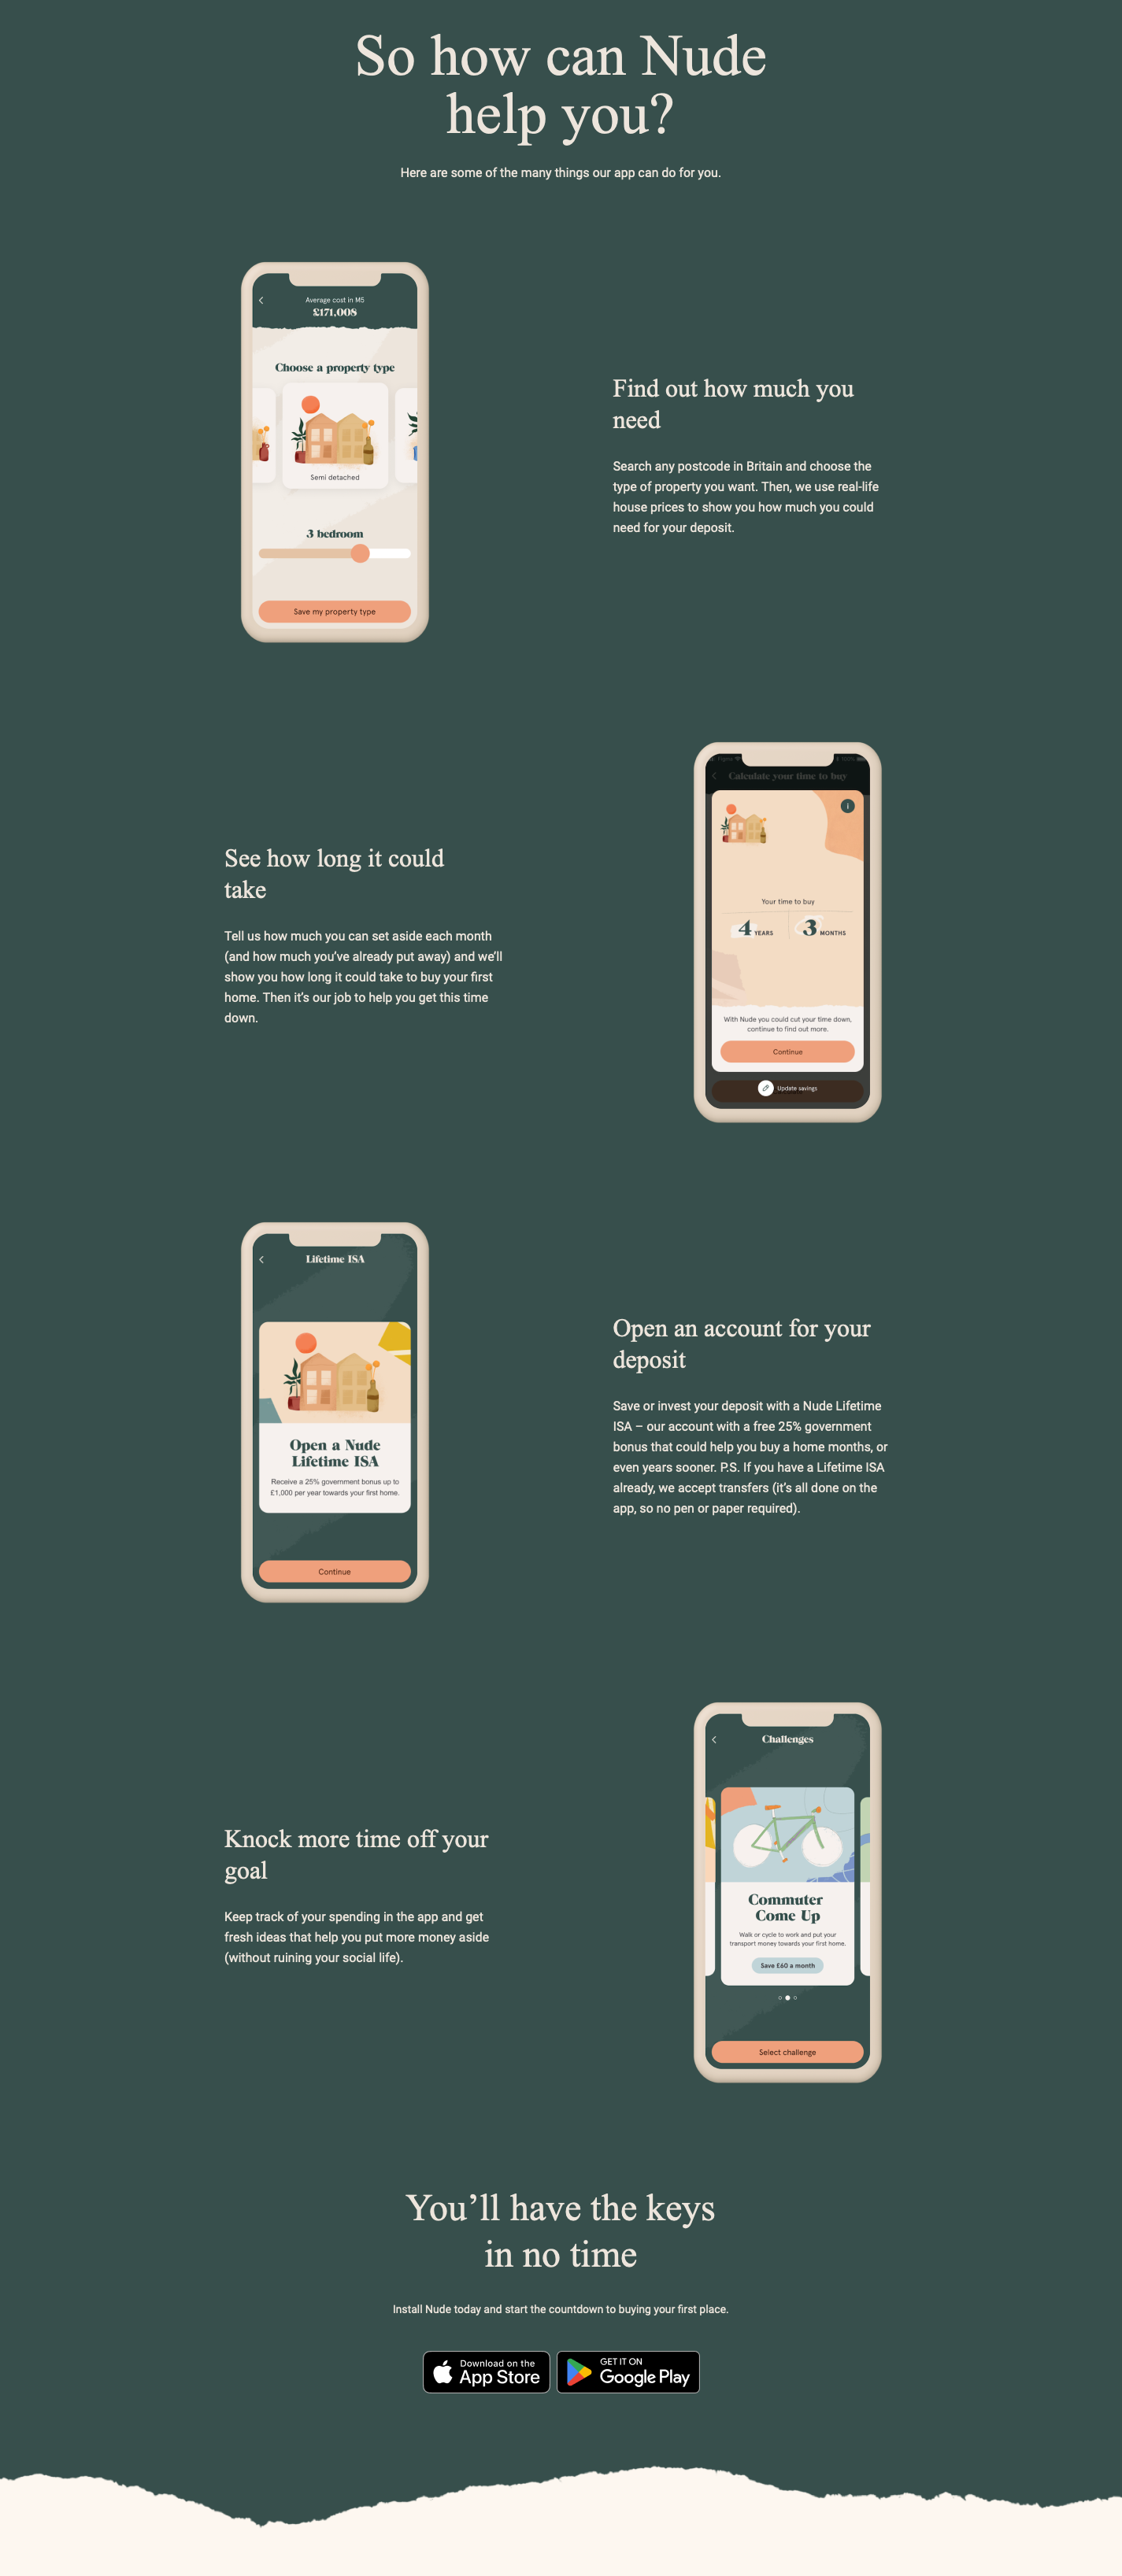 So how can Nude
help you?
Here are some of the many things our app can do for you.
Average cost in M5
£171,008
Choose a property type
Semi detached
3 bedroom
Save my property type
Find out how much you
need
Search any postcode in Britain and choose the
type of property you want. Then, we use real-life
house prices to show you how much you could
need for your deposit.
See how long it could
take
Tell us how much you can set aside each month
(and how much you’ve already put away) and we’ll
show you how long it could take to buy your first
home. Then it’s our job to help you get this time
down.
Figma 100%
Calculate your time to buy
i
Your time to buy
4 YEARS 3 MONTHS
With Nude you could cut your time down,
continue to find out more.
Continue
Update savings
Lifetime ISA
Open a Nude
Lifetime ISA
Receive a 25% government bonus up to
£1,000 per year towards your first home.
Continue
Open an account for your
deposit
Save or invest your deposit with a Nude Lifetime
ISA – our account with a free 25% government
bonus that could help you buy a home months, or
even years sooner. P.S. If you have a Lifetime ISA
already, we accept transfers (it’s all done on the
app, so no pen or paper required).
Knock more time off your
goal
Keep track of your spending in the app and get
fresh ideas that help you put more money aside
(without ruining your social life).
Challenges
Commuter
Come Up
Walk or cycle to work and put your
transport money towards your first home.
Save £60 a month
Select challenge
You’ll have the keys
in no time
Install Nude today and start the countdown to buying your first place.
Download on the
App Store
GET IT ON
Google Play